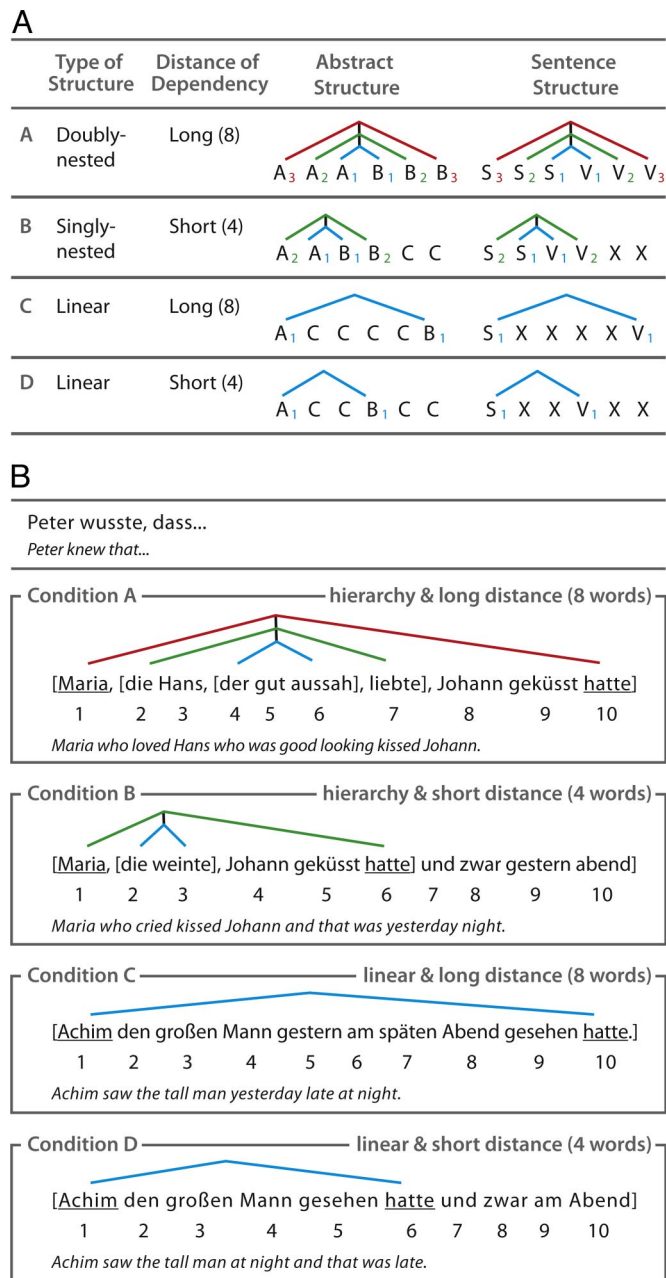 A
Type of Structure Distance of Dependency Abstract Structure Sentence Structure
A Doubly-nested Long (8) A3 A2 A1 B1 B2 B3 S3 S2 S1 V1 V2 V3
B Singly-nested Short (4) A2 A1 B1 B2 C C S2 S1 V1 V2 X X
C Linear Long (8) A1 C C C C B1 S1 X X X X V1
D Linear Short (4) A1 C C B1 C C S1 X X V1 X X
B
Peter wusste, dass...
Peter knew that...
Condition A hierarchy & long distance (8 words)
[Maria, [die Hans, [der gut aussah], liebte], Johann geküsst hatte]
1 2 3 4 5 6 7 8 9 10
Maria who loved Hans who was good looking kissed Johann.
Condition B hierarchy & short distance (4 words)
[Maria, [die weinte], Johann geküsst hatte] und zwar gestern abend]
1 2 3 4 5 6 7 8 9 10
Maria who cried kissed Johann and that was yesterday night.
Condition C linear & long distance (8 words)
[Achim den großen Mann gestern am späten Abend gesehen hatte.]
1 2 3 4 5 6 7 8 9 10
Achim saw the tall man yesterday late at night.
Condition D linear & short distance (4 words)
[Achim den großen Mann gesehen hatte und zwar am Abend]
1 2 3 4 5 6 7 8 9 10
Achim saw the tall man at night and that was late.